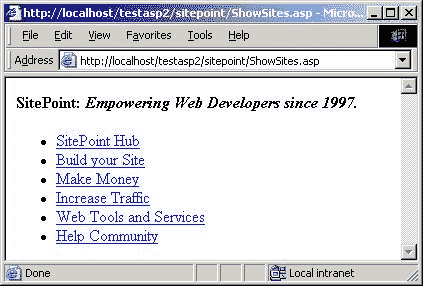 http://localhost/testasp2/sitepoint/ShowSites.asp - Micro...
File Edit View Favorites Tools Help
Address http://localhost/testasp2/sitepoint/ShowSites.asp
SitePoint: Empowering Web Developers since 1997.
SitePoint Hub
Build your Site
Make Money
Increase Traffic
Web Tools and Services
Help Community
Done Local intranet